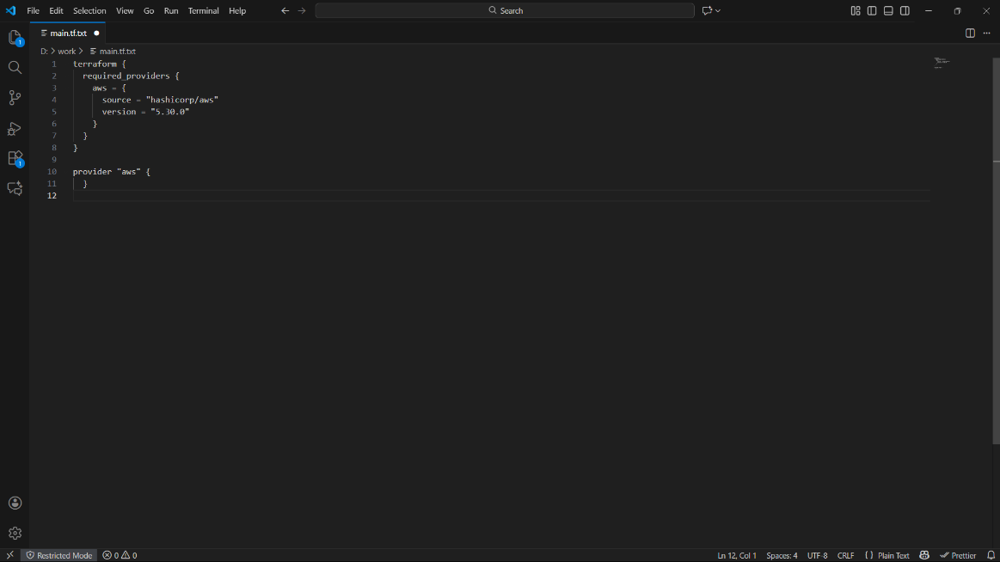 File Edit Selection View Go Run Terminal Help
Search
main.tf.txt
D: > work > main.tf.txt
1 terraform {
2   required_providers {
3     aws = {
4       source = "hashicorp/aws"
5       version = "5.30.0"
6     }
7   }
8 }
9
10 provider "aws" {
11   }
12
1
1
Restricted Mode 0 0 Ln 12, Col 1 Spaces: 4 UTF-8 CRLF {} Plain Text Prettier